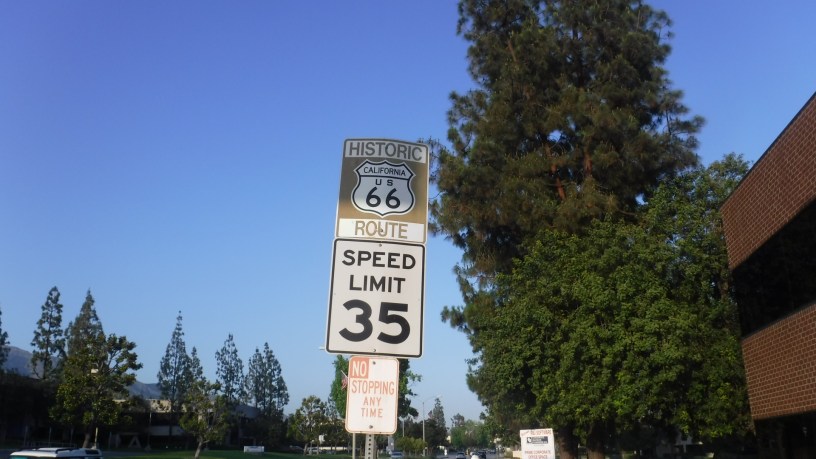 HISTORIC
CALIFORNIA
US
66
ROUTE
SPEED
LIMIT
35
NO
STOPPING
ANY
TIME